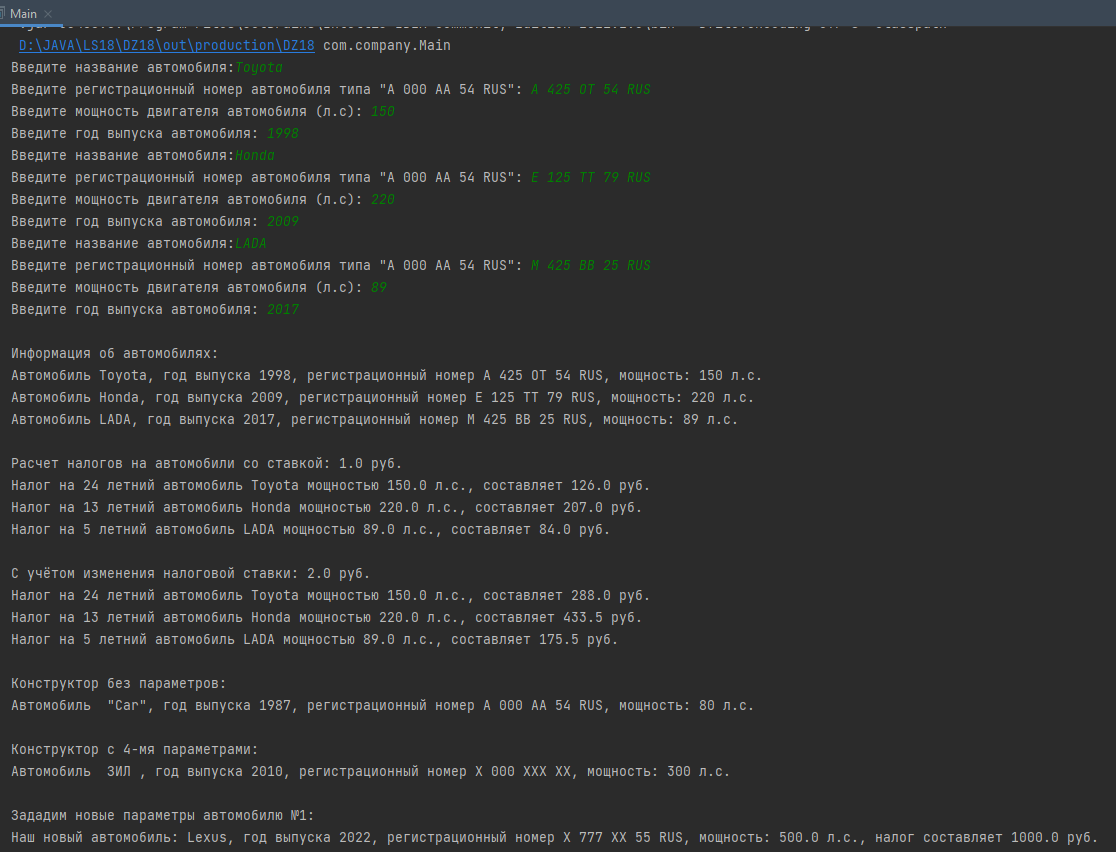 Main
D:\JAVA\LS18\DZ18\out\production\DZ18 com.company.Main
Введите название автомобиля:Toyota
Введите регистрационный номер автомобиля типа "А 000 АА 54 RUS": А 425 ОТ 54 RUS
Введите мощность двигателя автомобиля (л.с): 150
Введите год выпуска автомобиля: 1998
Введите название автомобиля:Honda
Введите регистрационный номер автомобиля типа "А 000 АА 54 RUS": Е 125 ТТ 79 RUS
Введите мощность двигателя автомобиля (л.с): 220
Введите год выпуска автомобиля: 2009
Введите название автомобиля:LADA
Введите регистрационный номер автомобиля типа "А 000 АА 54 RUS": М 425 ВВ 25 RUS
Введите мощность двигателя автомобиля (л.с): 89
Введите год выпуска автомобиля: 2017
Информация об автомобилях:
Автомобиль Toyota, год выпуска 1998, регистрационный номер А 425 ОТ 54 RUS, мощность: 150 л.с.
Автомобиль Honda, год выпуска 2009, регистрационный номер Е 125 ТТ 79 RUS, мощность: 220 л.с.
Автомобиль LADA, год выпуска 2017, регистрационный номер М 425 ВВ 25 RUS, мощность: 89 л.с.
Расчет налогов на автомобили со ставкой: 1.0 руб.
Налог на 24 летний автомобиль Toyota мощностью 150.0 л.с., составляет 126.0 руб.
Налог на 13 летний автомобиль Honda мощностью 220.0 л.с., составляет 207.0 руб.
Налог на 5 летний автомобиль LADA мощностью 89.0 л.с., составляет 84.0 руб.
С учётом изменения налоговой ставки: 2.0 руб.
Налог на 24 летний автомобиль Toyota мощностью 150.0 л.с., составляет 288.0 руб.
Налог на 13 летний автомобиль Honda мощностью 220.0 л.с., составляет 433.5 руб.
Налог на 5 летний автомобиль LADA мощностью 89.0 л.с., составляет 175.5 руб.
Конструктор без параметров:
Автомобиль  "Car", год выпуска 1987, регистрационный номер А 000 АА 54 RUS, мощность: 80 л.с.
Конструктор с 4-мя параметрами:
Автомобиль  ЗИЛ , год выпуска 2010, регистрационный номер Х 000 ХХХ ХХ, мощность: 300 л.с.
Зададим новые параметры автомобилю №1:
Наш новый автомобиль: Lexus, год выпуска 2022, регистрационный номер Х 777 ХХ 55 RUS, мощность: 500.0 л.с., налог составляет 1000.0 руб.